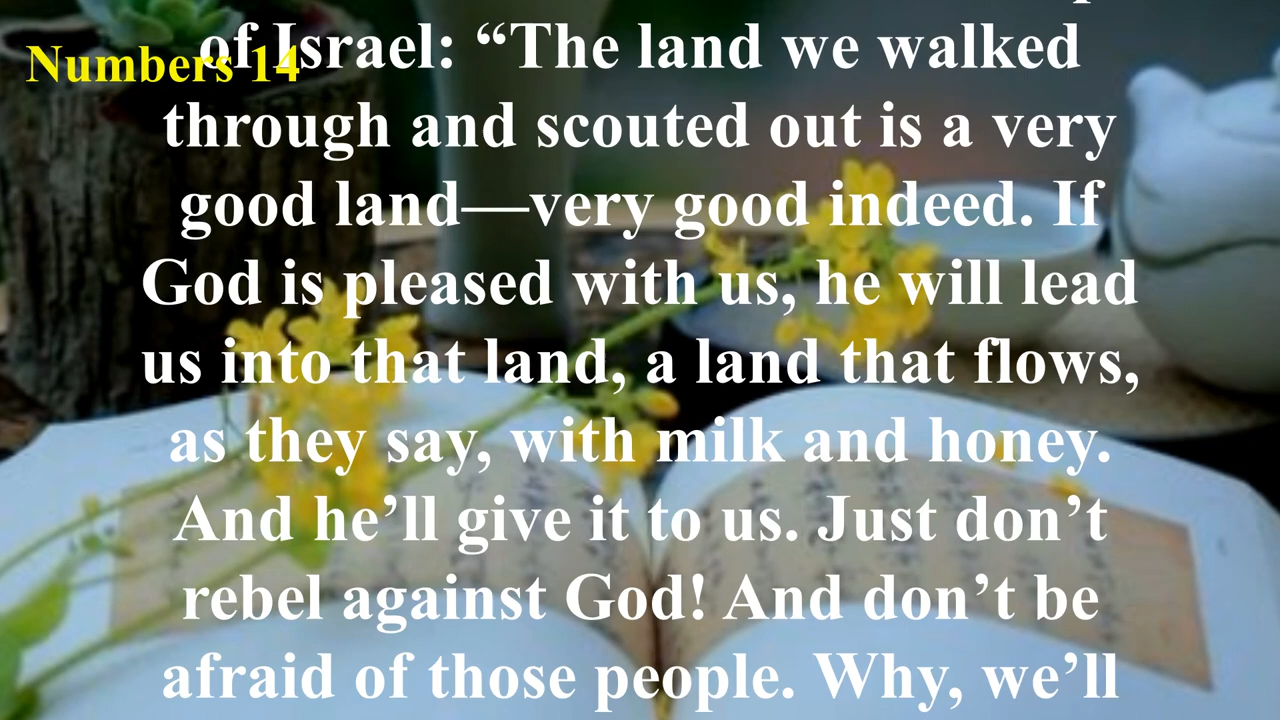 Numbers 14
of Israel: “The land we walked
through and scouted out is a very
good land—very good indeed. If
God is pleased with us, he will lead
us into that land, a land that flows,
as they say, with milk and honey.
And he’ll give it to us. Just don’t
rebel against God! And don’t be
afraid of those people. Why, we’ll